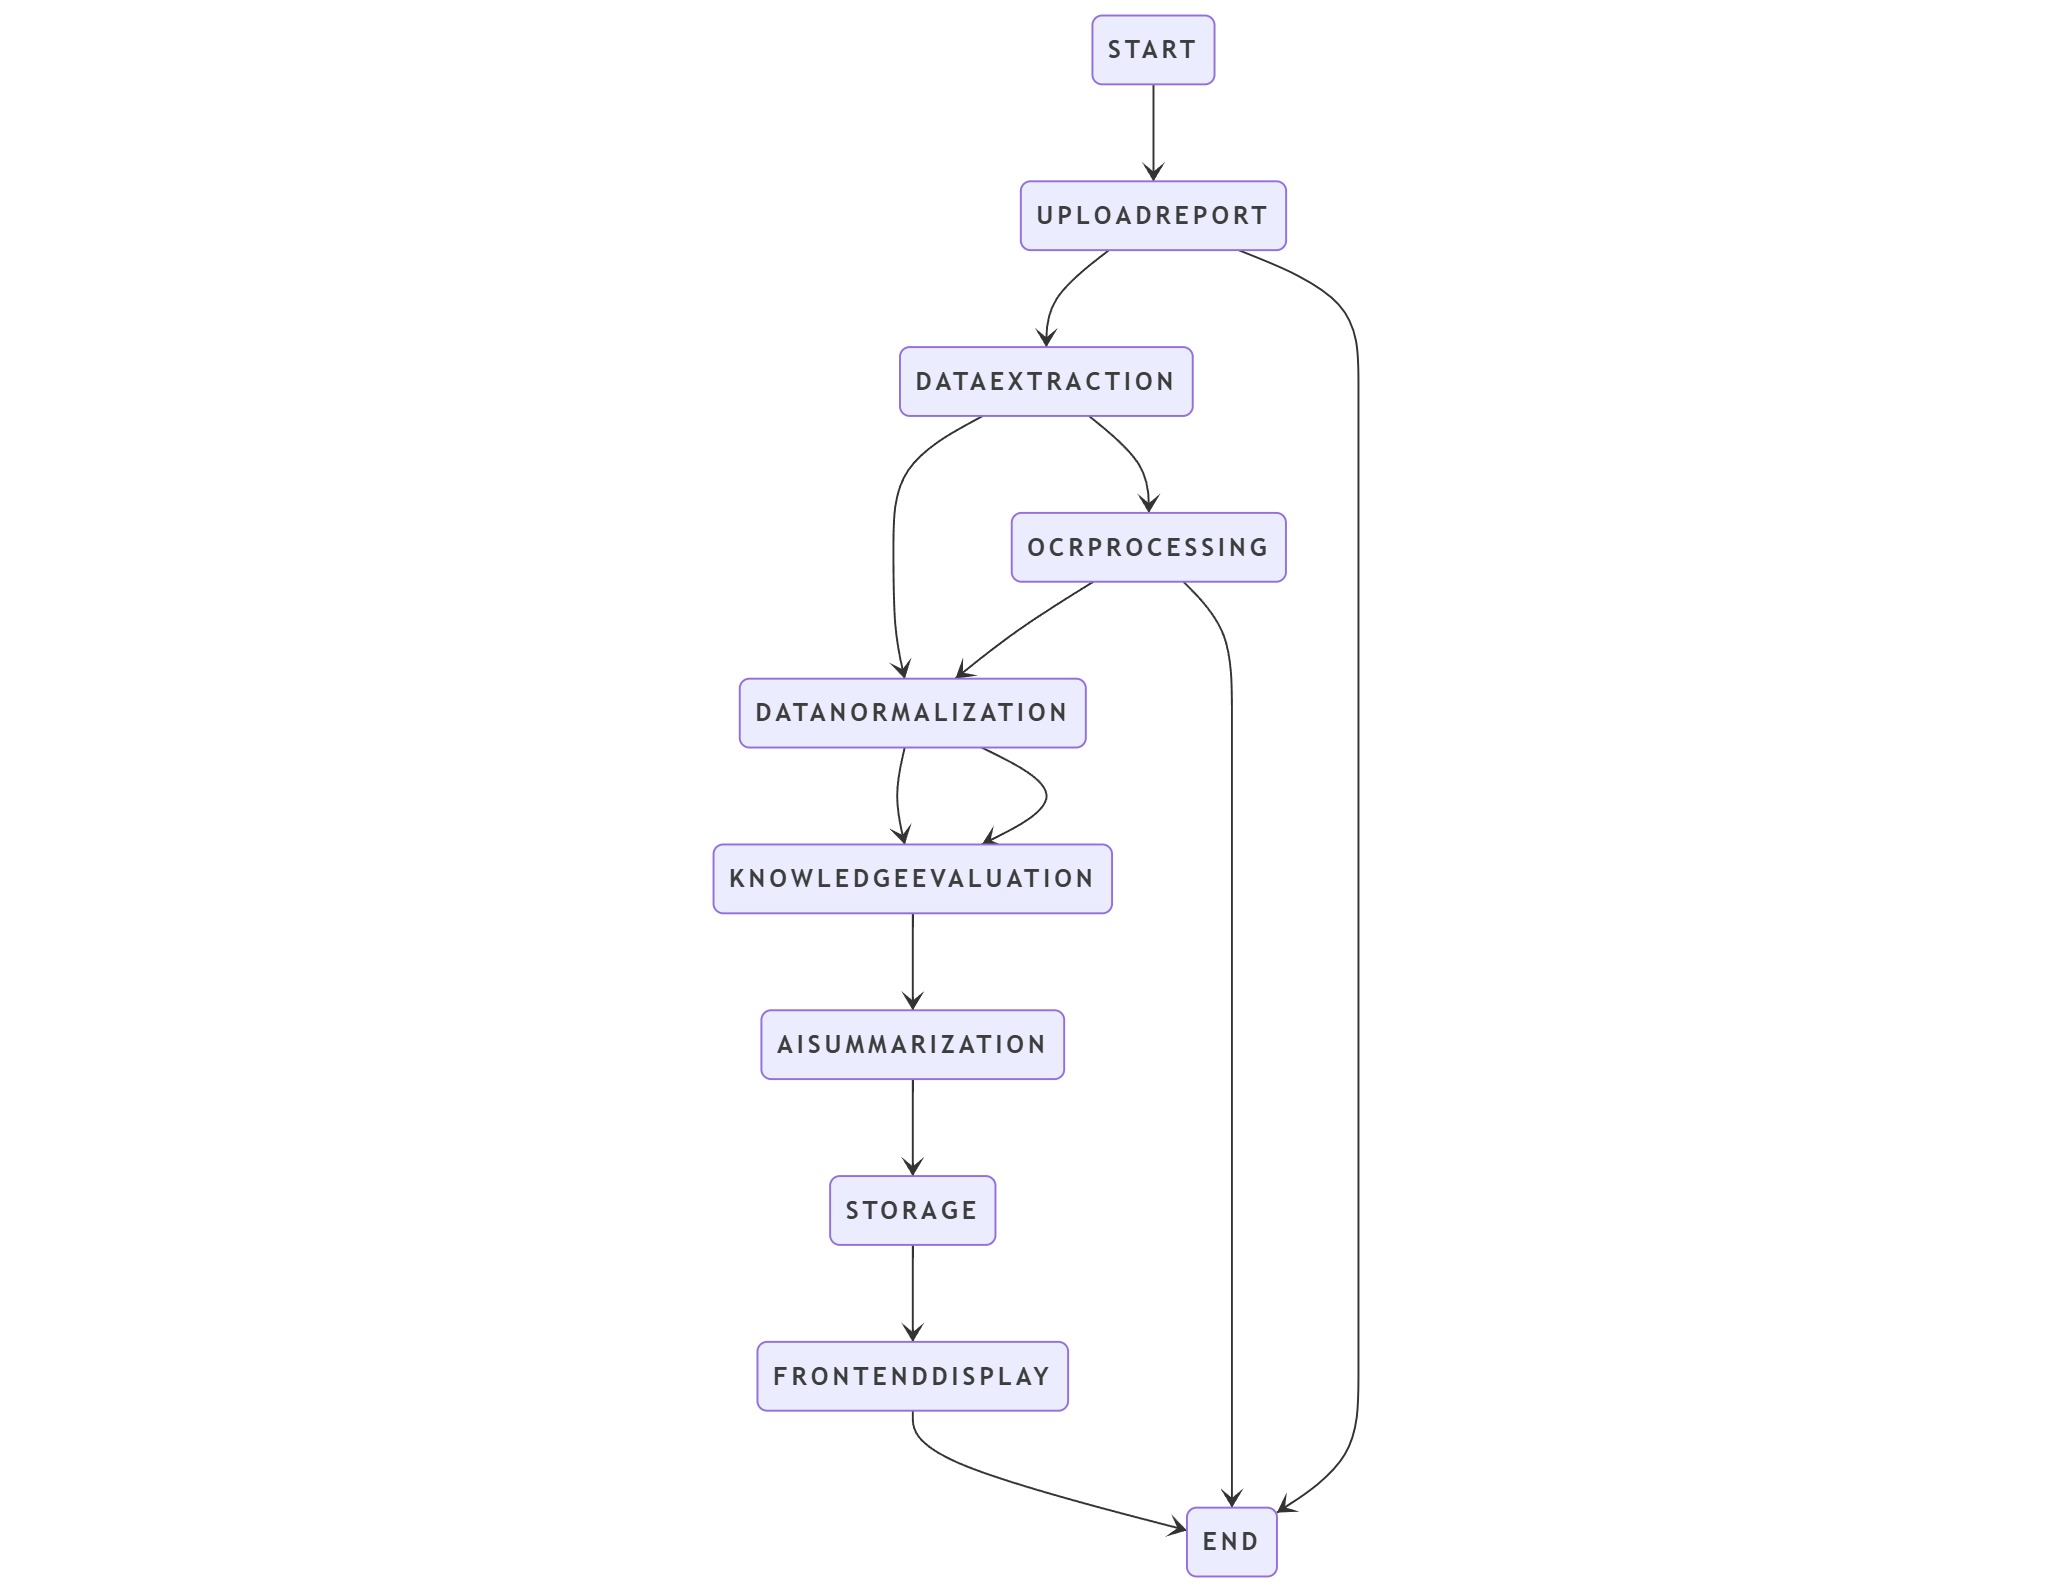 START
UPLOADREPORT
DATAEXTRACTION
OCRPROCESSING
DATANORMALIZATION
KNOWLEDGEEVALUATION
AISUMMARIZATION
STORAGE
FRONTENDDISPLAY
END